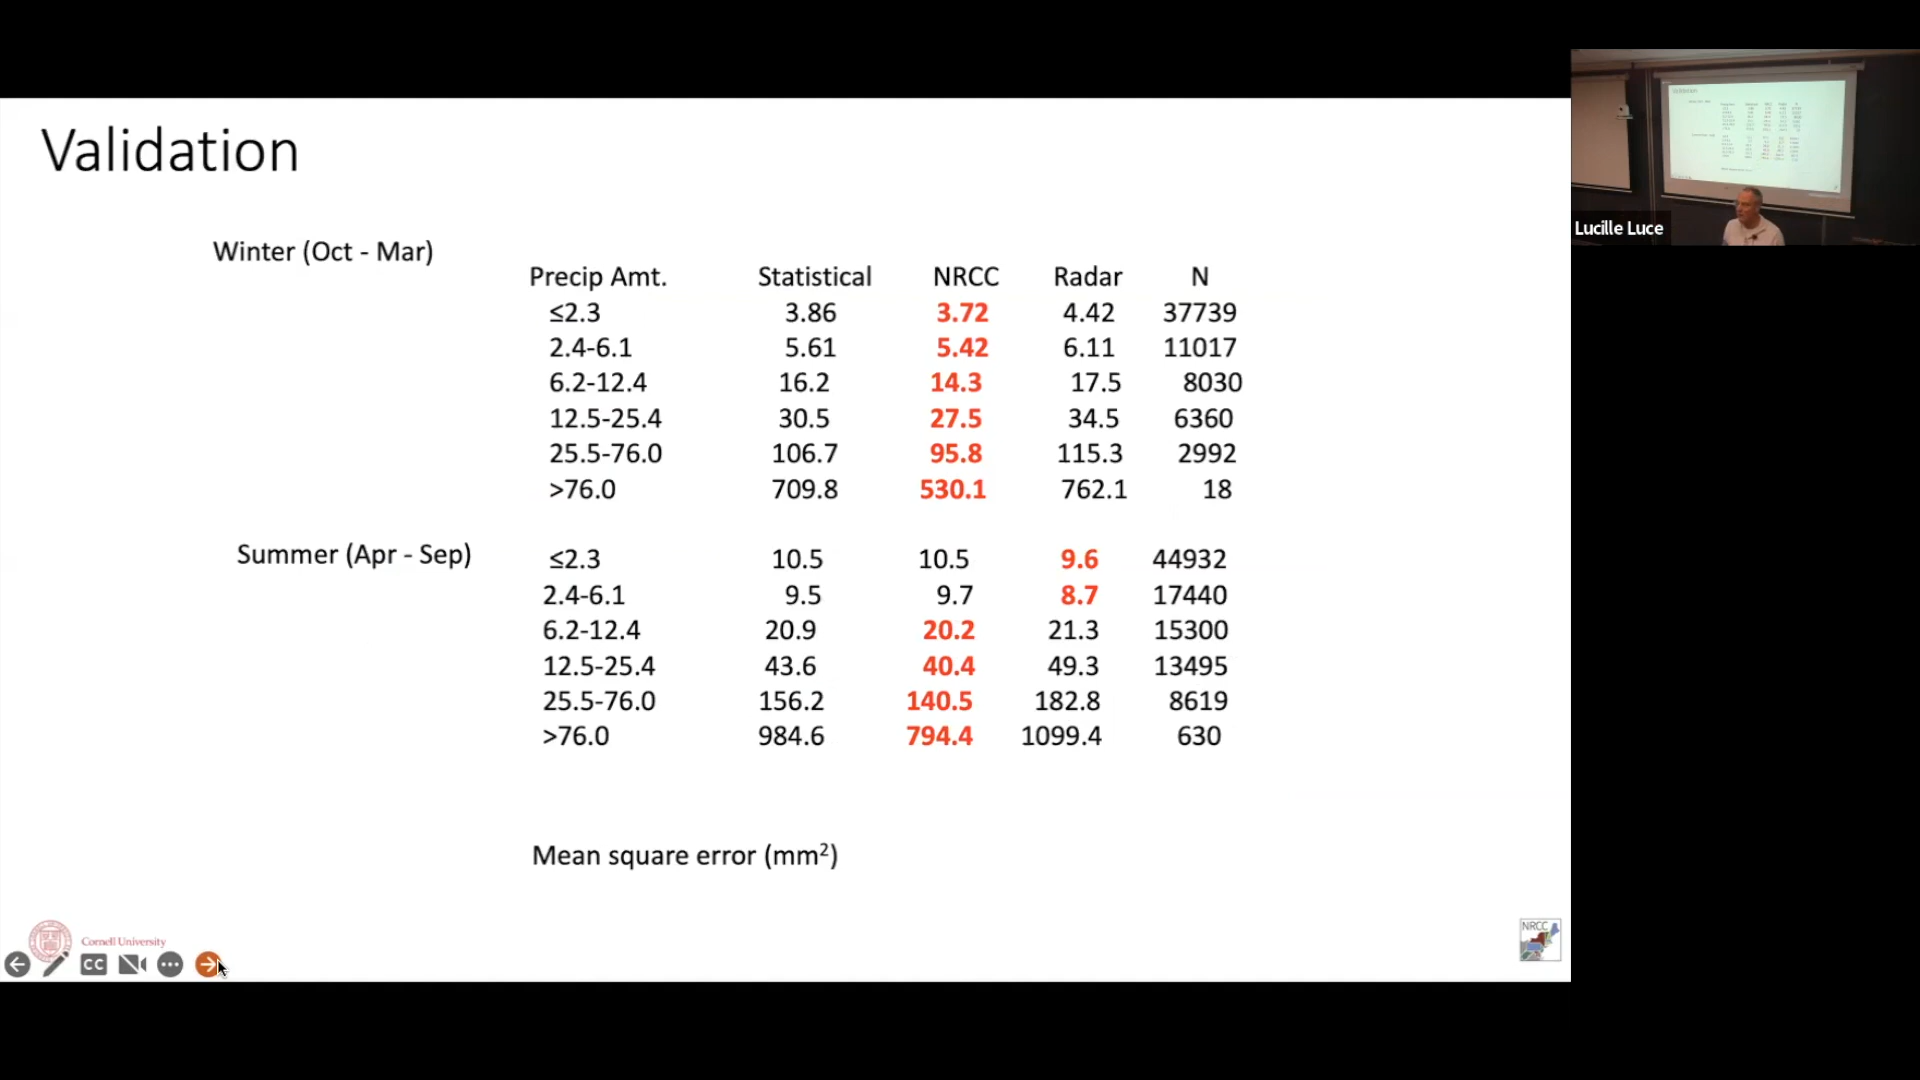 Validation
Winter (Oct - Mar)
Precip Amt. Statistical NRCC Radar N
≤2.3 3.86 3.72 4.42 37739
2.4-6.1 5.61 5.42 6.11 11017
6.2-12.4 16.2 14.3 17.5 8030
12.5-25.4 30.5 27.5 34.5 6360
25.5-76.0 106.7 95.8 115.3 2992
>76.0 709.8 530.1 762.1 18
Summer (Apr - Sep)
≤2.3 10.5 10.5 9.6 44932
2.4-6.1 9.5 9.7 8.7 17440
6.2-12.4 20.9 20.2 21.3 15300
12.5-25.4 43.6 40.4 49.3 13495
25.5-76.0 156.2 140.5 182.8 8619
>76.0 984.6 794.4 1099.4 630
Mean square error (mm²)
Cornell University
CC
NRCC
Validation
Lucille Luce